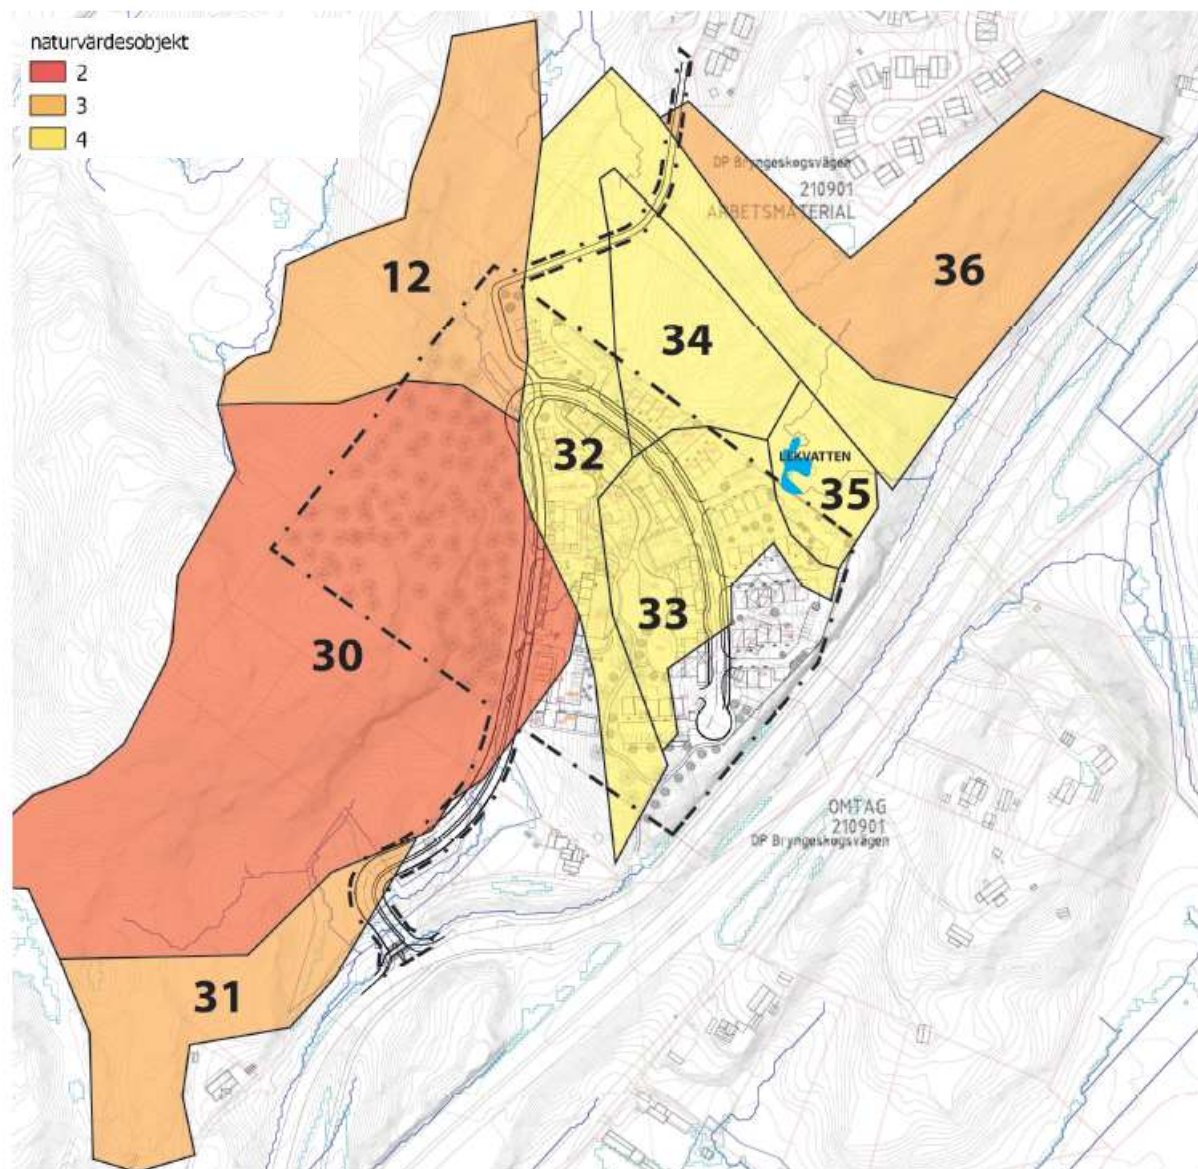 naturvärdesobjekt
2
3
4
DP Bryngeskogsvägen
210901
ARBETSMATERIAL
12
36
34
32
LEKVATTEN
35
33
30
OMTAG
210901
DP Bryngeskogsvägen
31